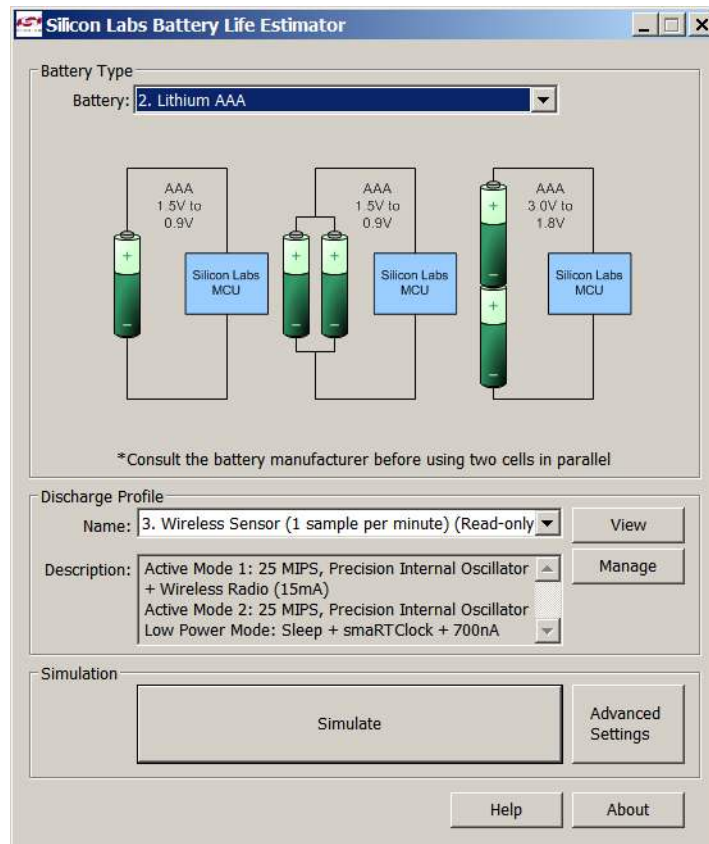 Silicon Labs Battery Life Estimator
Battery Type
Battery: 2. Lithium AAA
AAA
1.5V to
0.9V
Silicon Labs
MCU
AAA
1.5V to
0.9V
Silicon Labs
MCU
AAA
3.0V to
1.8V
Silicon Labs
MCU
*Consult the battery manufacturer before using two cells in parallel
Discharge Profile
Name: 3. Wireless Sensor (1 sample per minute) (Read-only
View
Description: Active Mode 1: 25 MIPS, Precision Internal Oscillator
+ Wireless Radio (15mA)
Active Mode 2: 25 MIPS, Precision Internal Oscillator
Low Power Mode: Sleep + smaRTClock + 700nA
Manage
Simulation
Simulate
Advanced
Settings
Help
About